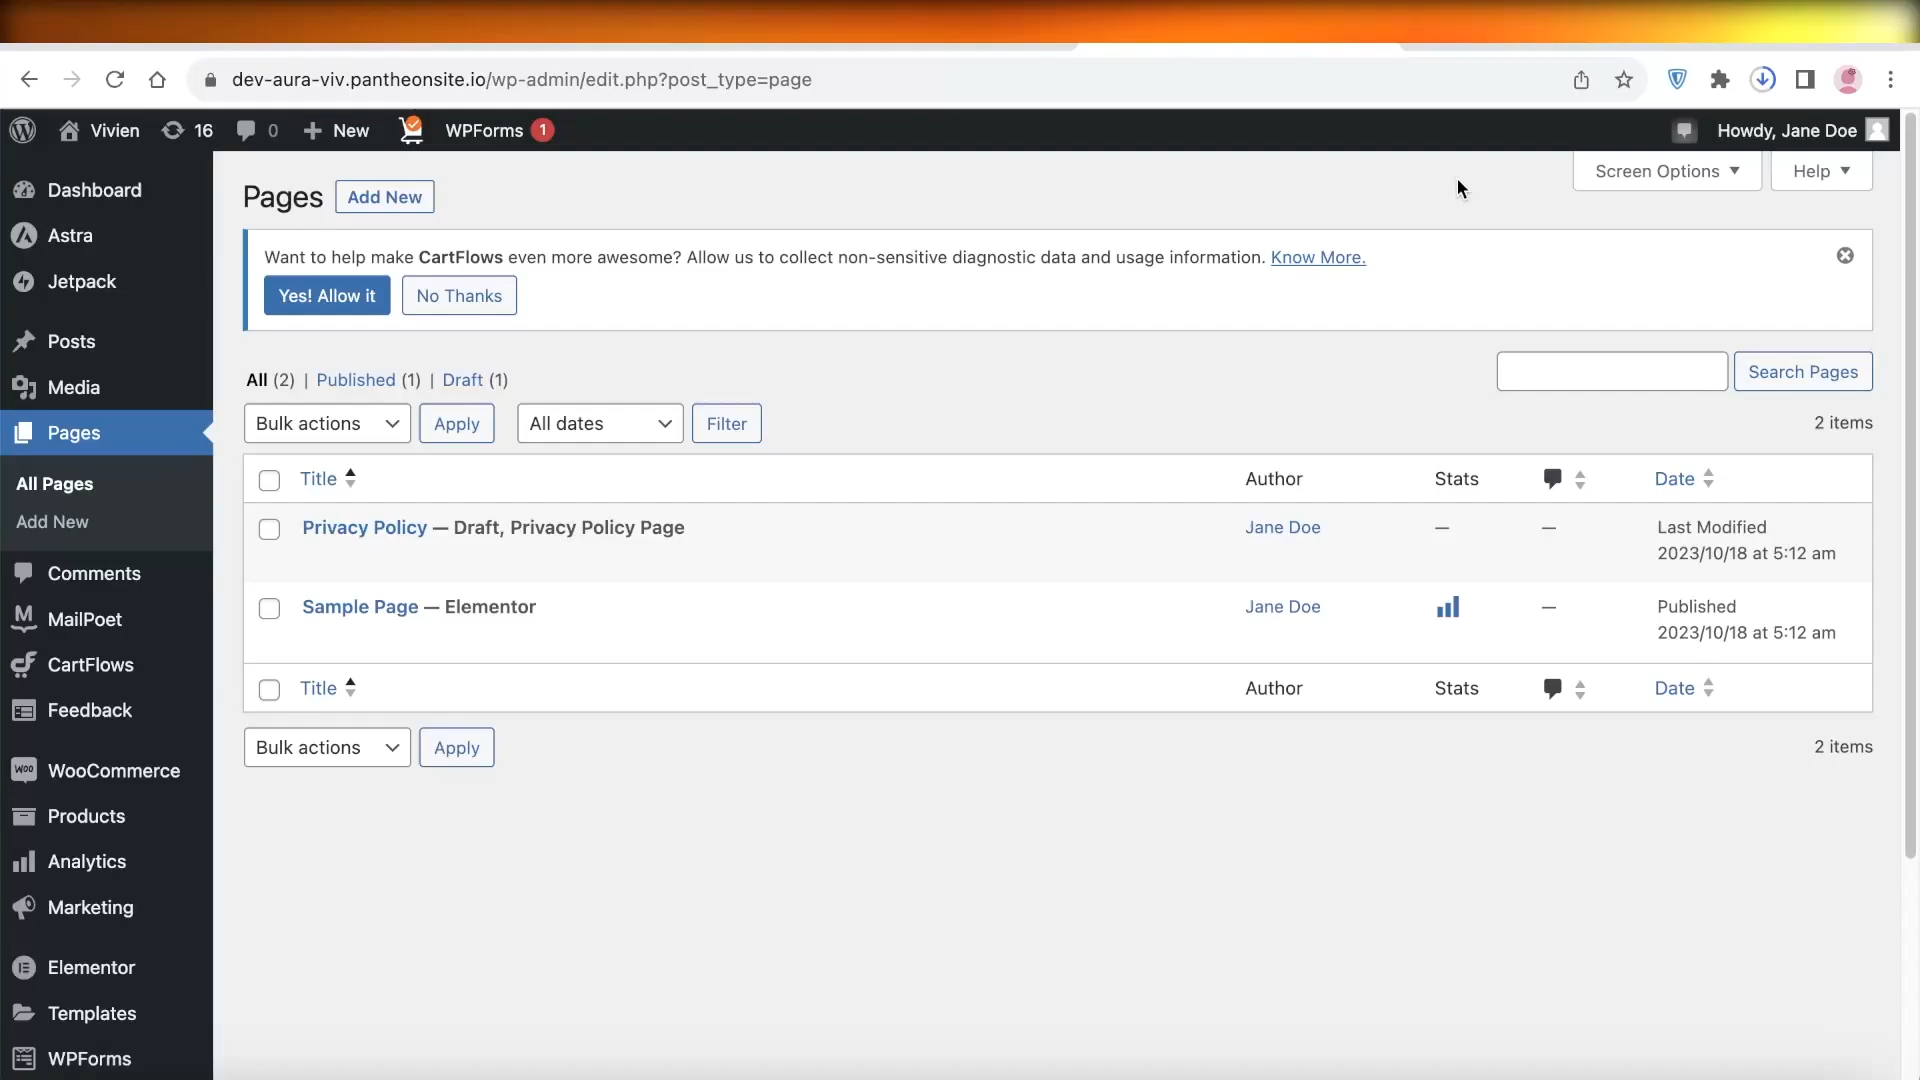 dev-aura-viv.pantheonsite.io/wp-admin/edit.php?post_type=page
Vivien 16 0 New WPForms 1 Howdy, Jane Doe
Screen Options Help
Dashboard
Astra
Jetpack
Posts
Media
Pages
All Pages
Add New
Comments
MailPoet
CartFlows
Feedback
WooCommerce
Products
Analytics
Marketing
Elementor
Templates
WPForms
Pages Add New
Want to help make CartFlows even more awesome? Allow us to collect non-sensitive diagnostic data and usage information. Know More.
Yes! Allow it No Thanks
All (2) | Published (1) | Draft (1)
Search Pages
Bulk actions Apply All dates Filter 2 items
Title Author Stats Date
Privacy Policy — Draft, Privacy Policy Page Jane Doe — — Last Modified
2023/10/18 at 5:12 am
Sample Page — Elementor Jane Doe — Published
2023/10/18 at 5:12 am
Title Author Stats Date
Bulk actions Apply 2 items